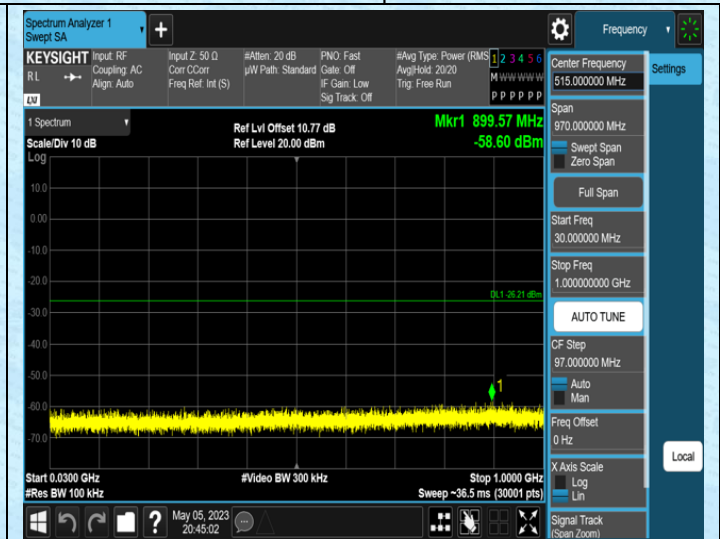 Spectrum Analyzer 1
Swept SA
+
Frequency
KEYSIGHT
RL
LXI
Input: RF
Coupling: AC
Align: Auto
Input Z: 50 Ω
Corr CCorr
Freq Ref: Int (S)
#Atten: 20 dB
µW Path: Standard
PNO: Fast
Gate: Off
IF Gain: Low
Sig Track: Off
#Avg Type: Power (RMS
Avg|Hold: 20/20
Trig: Free Run
1 2 3 4 5 6
M W W W W W
P P P P P P
1 Spectrum
Scale/Div 10 dB
Log
Ref Lvl Offset 10.77 dB
Ref Level 20.00 dBm
Mkr1 899.57 MHz
-58.60 dBm
10.0
0.00
-10.0
-20.0
DL1 -26.21 dBm
-30.0
-40.0
-50.0
1
-60.0
-70.0
Start 0.0300 GHz
#Res BW 100 kHz
#Video BW 300 kHz
Stop 1.0000 GHz
Sweep ~36.5 ms (30001 pts)
?
May 05, 2023
20:45:02
Center Frequency
515.000000 MHz
Span
970.000000 MHz
Swept Span
Zero Span
Full Span
Start Freq
30.000000 MHz
Stop Freq
1.000000000 GHz
AUTO TUNE
CF Step
97.000000 MHz
Auto
Man
Freq Offset
0 Hz
X Axis Scale
Log
Lin
Signal Track
(Span Zoom)
Settings
Local